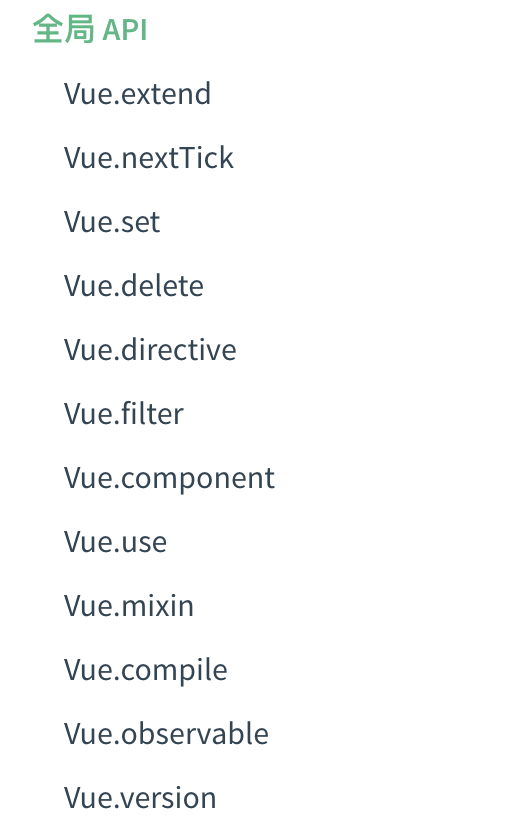 全局 API
Vue.extend
Vue.nextTick
Vue.set
Vue.delete
Vue.directive
Vue.filter
Vue.component
Vue.use
Vue.mixin
Vue.compile
Vue.observable
Vue.version